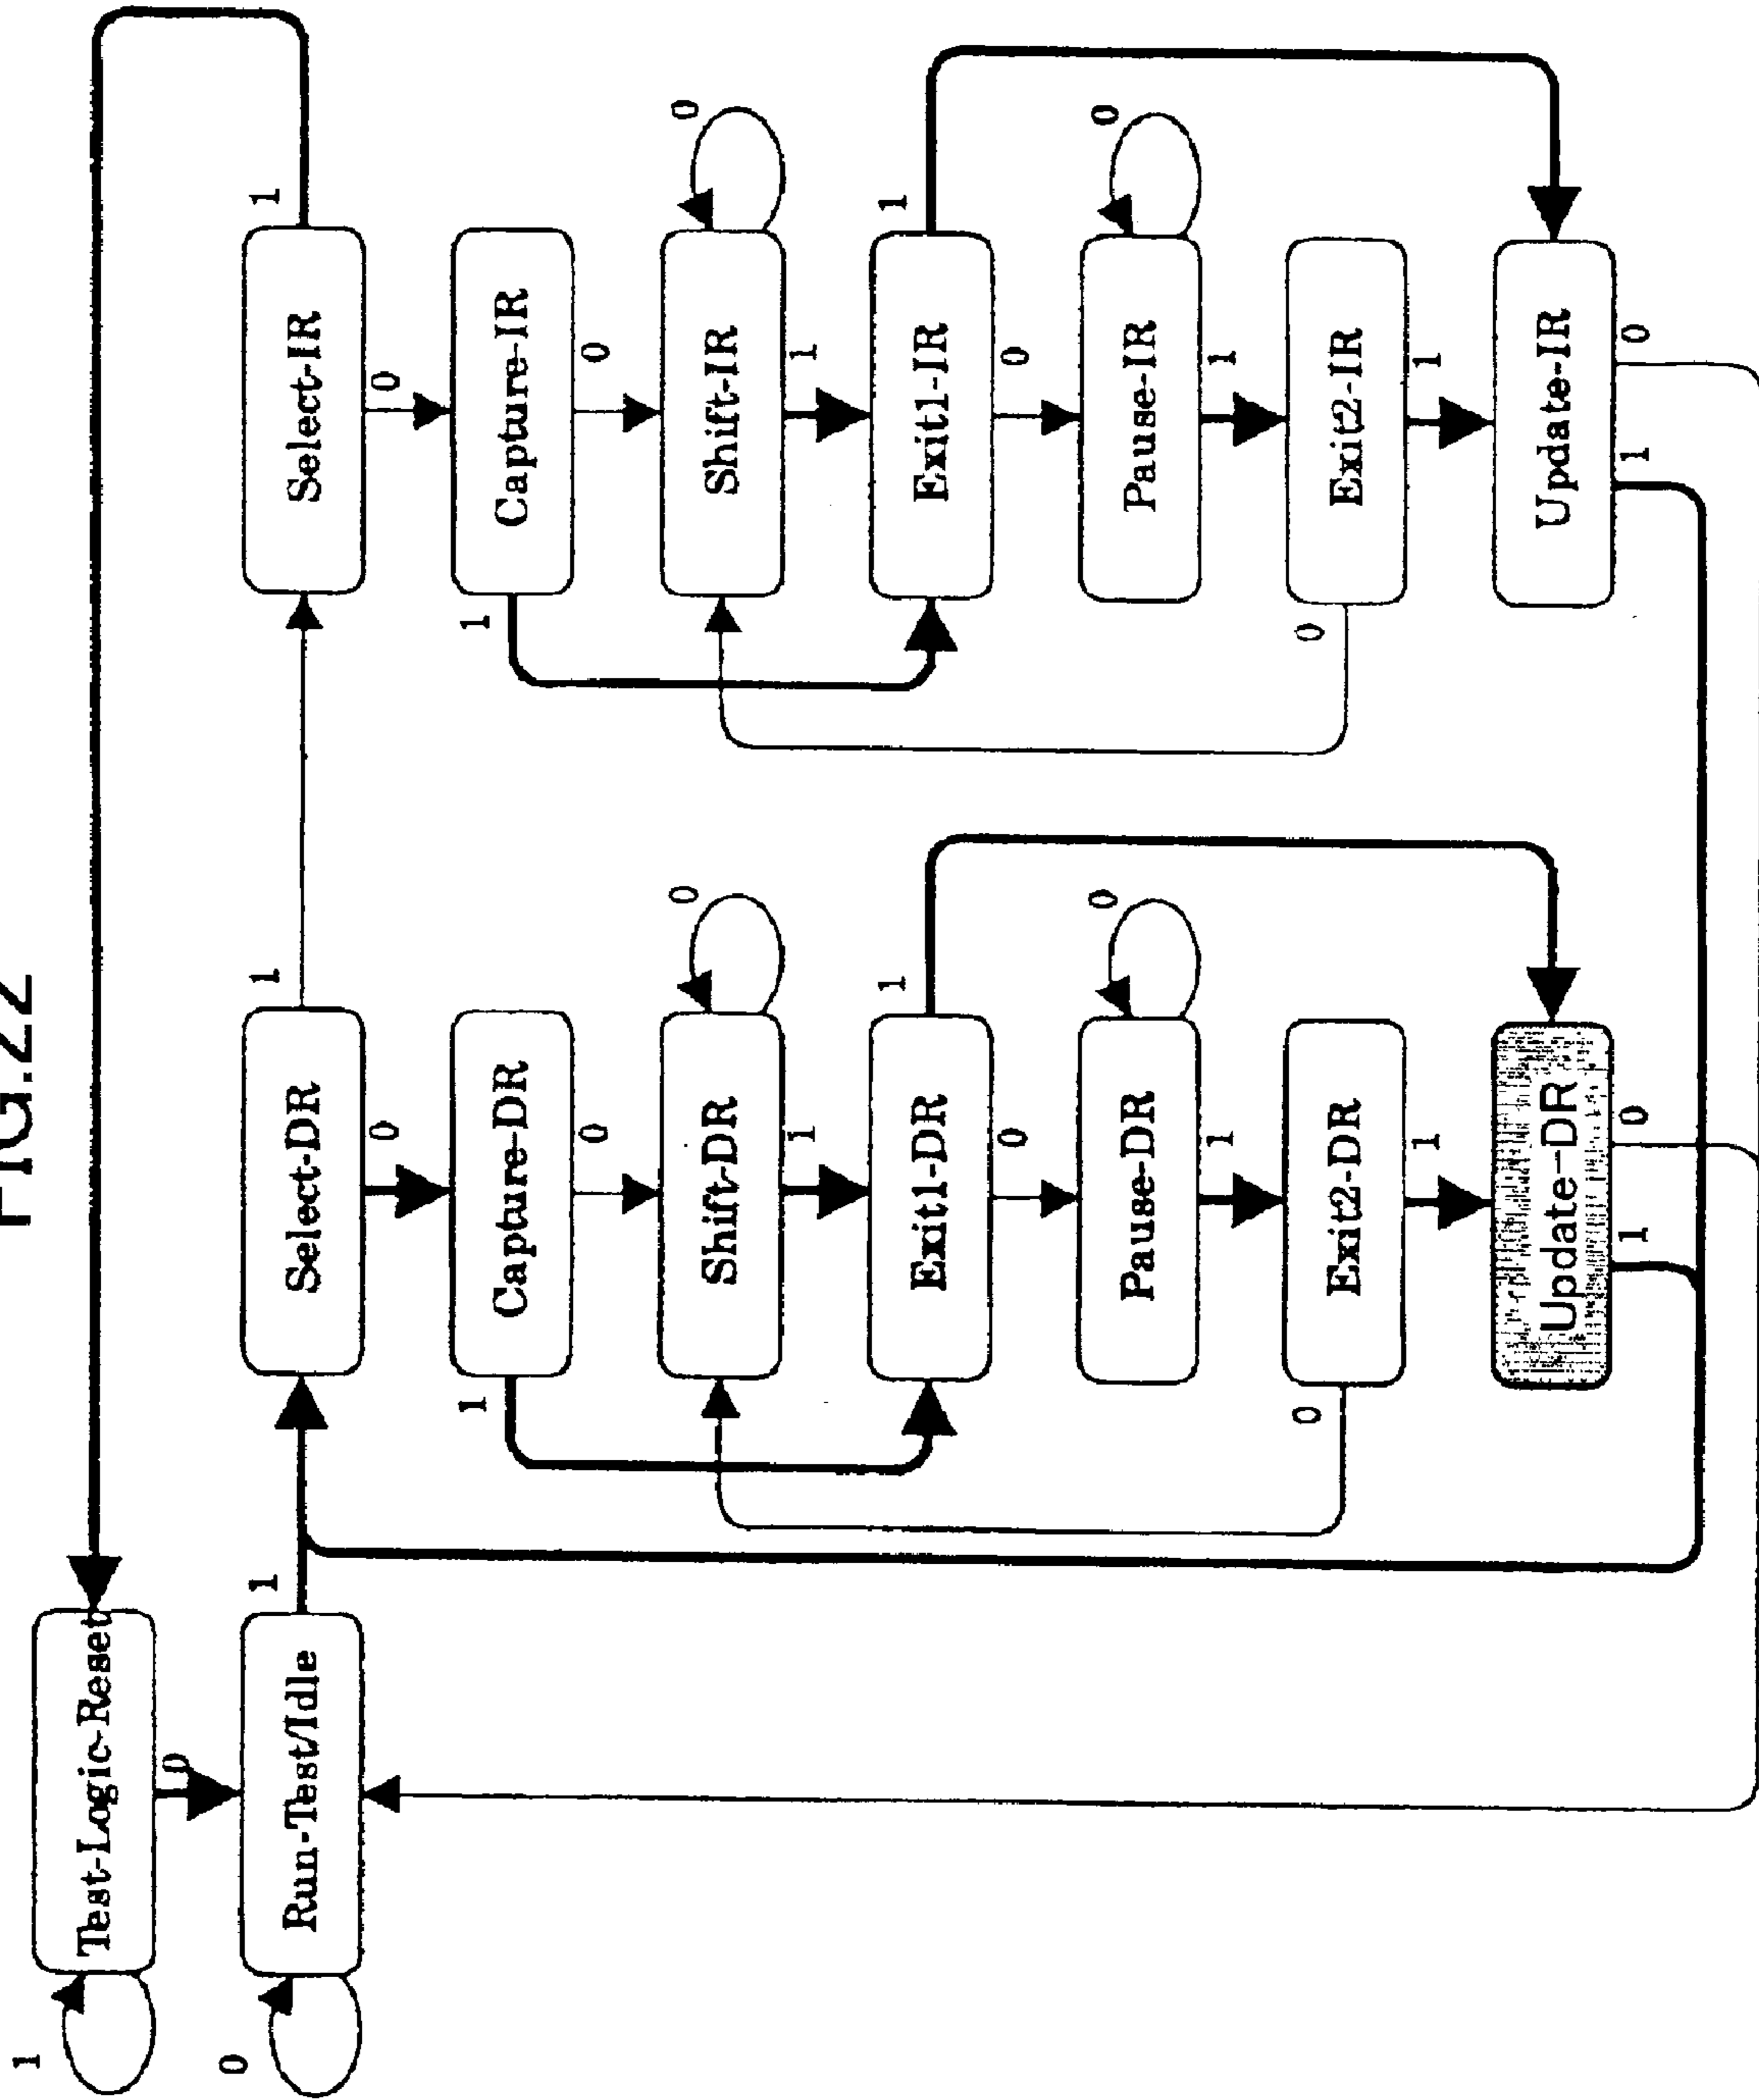 FIG.22
1
Test-Logic-Reset
0
0
Run-Test/Idle
1
Select-DR
1
0
Capture-DR
1
0
Shift-DR
0
1
Exit1-DR
1
0
Pause-DR
0
1
Exit2-DR
0
1
Update-DR
1
0
Select-IR
1
0
Capture-IR
1
0
Shift-IR
0
1
Exit1-IR
1
0
Pause-IR
0
1
Exit2-IR
0
1
Update-IR
1
0